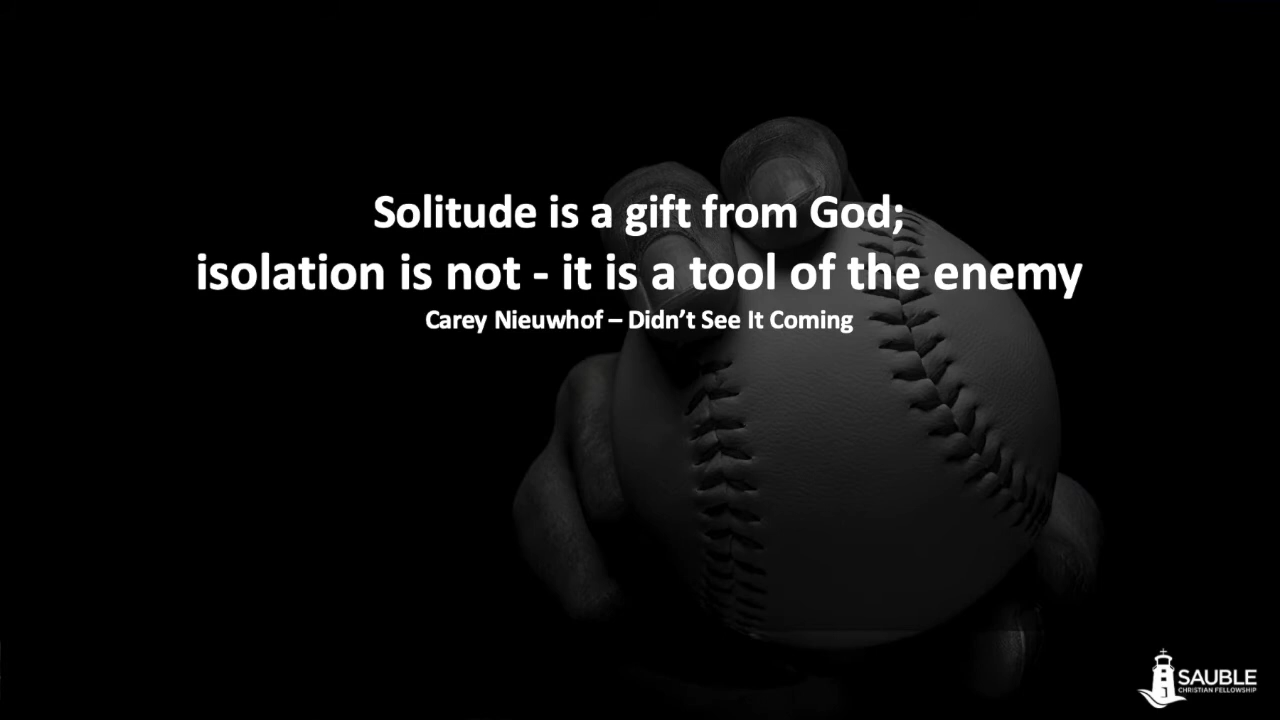 Solitude is a gift from God;
isolation is not - it is a tool of the enemy
Carey Nieuwhof – Didn’t See It Coming
SAUBLE
CHRISTIAN FELLOWSHIP